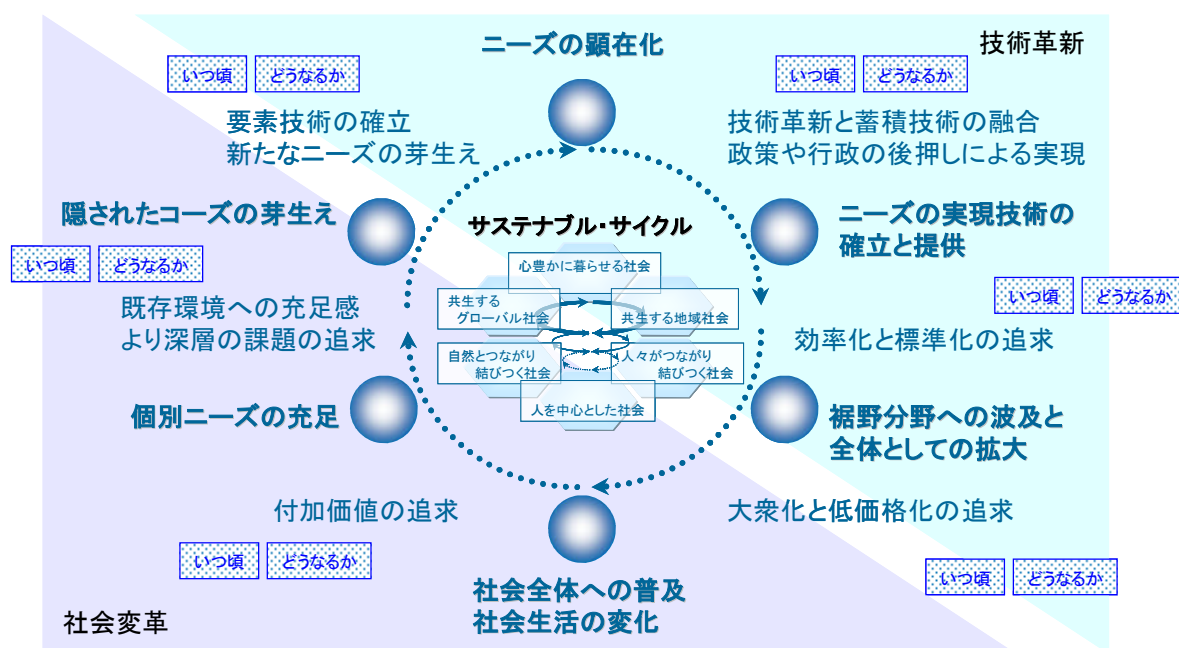 ニーズの顕在化
技術革新
いつ頃 どうなるか
いつ頃 どうなるか
要素技術の確立
新たなニーズの芽生え
技術革新と蓄積技術の融合
政策や行政の後押しによる実現
隠されたコーズの芽生え
サステナブル・サイクル
ニーズの実現技術の
確立と提供
いつ頃 どうなるか
心豊かに暮らせる社会
いつ頃 どうなるか
既存環境への充足感
より深層の課題の追求
共生する
グローバル社会
共生する地域社会
効率化と標準化の追求
自然とつながり
結びつく社会
人々がつながり
結びつく社会
人を中心とした社会
個別ニーズの充足
裾野分野への波及と
全体としての拡大
付加価値の追求
大衆化と低価格化の追求
いつ頃 どうなるか
いつ頃 どうなるか
社会全体への普及
社会生活の変化
社会変革